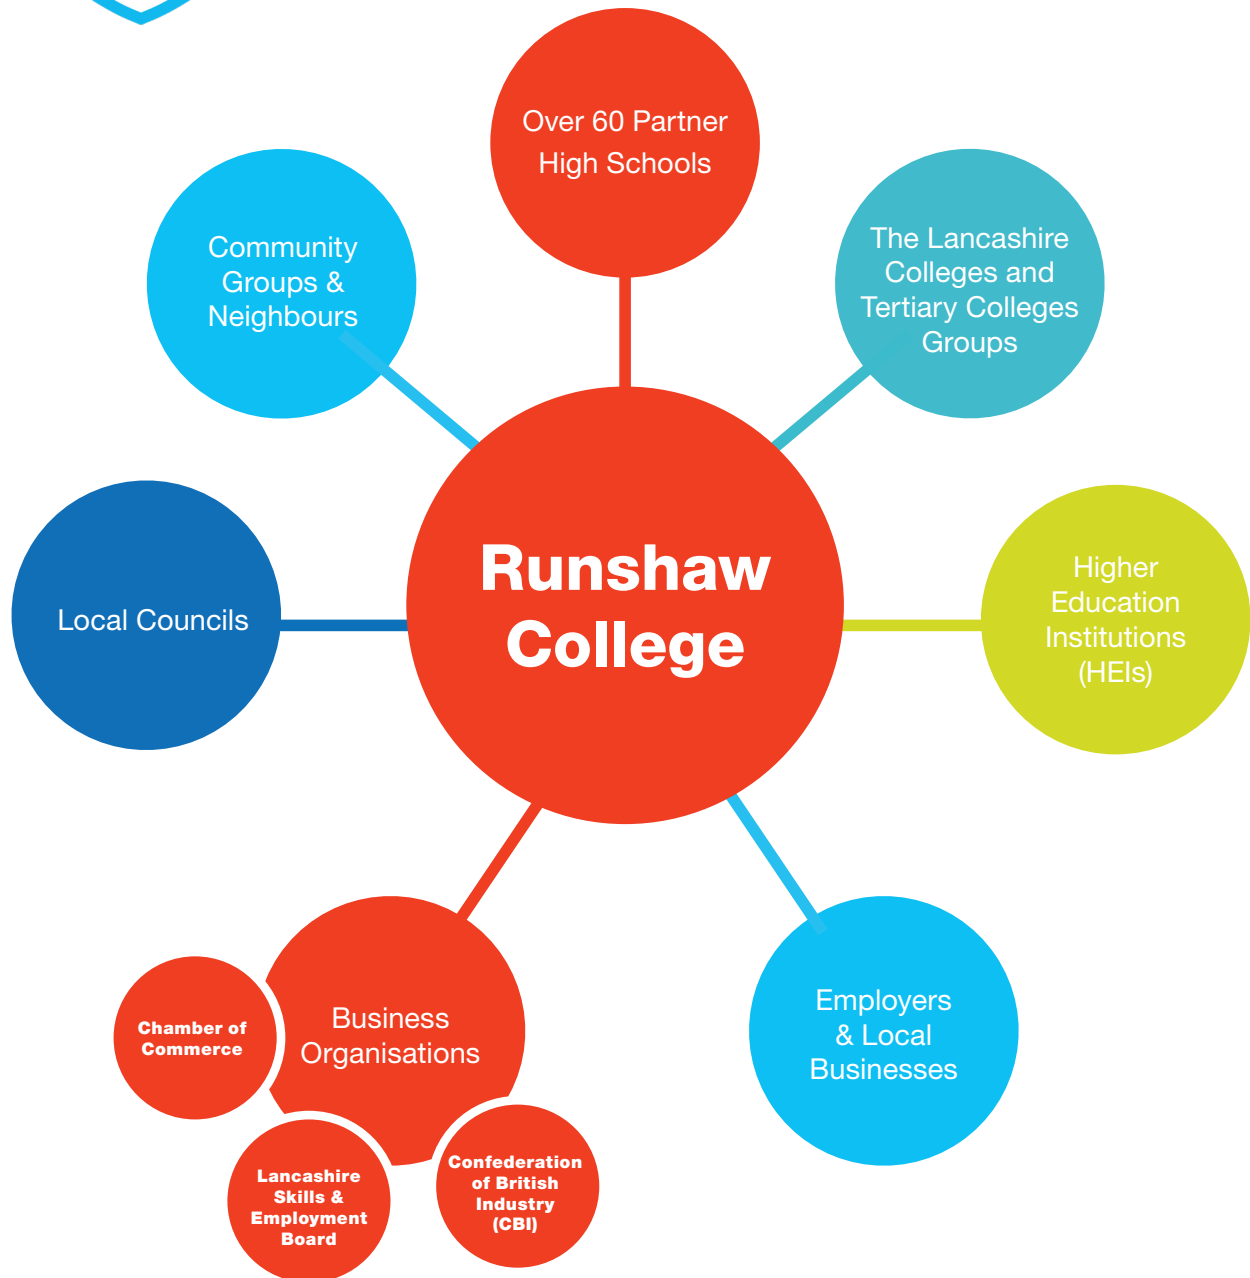 Over 60 Partner
High Schools
Community
Groups &
Neighbours
The Lancashire
Colleges and
Tertiary Colleges
Groups
Runshaw
College
Local Councils
Higher
Education
Institutions
(HEIs)
Business
Organisations
Chamber of
Commerce
Lancashire
Skills &
Employment
Board
Confederation
of British
Industry
(CBI)
Employers
& Local
Businesses